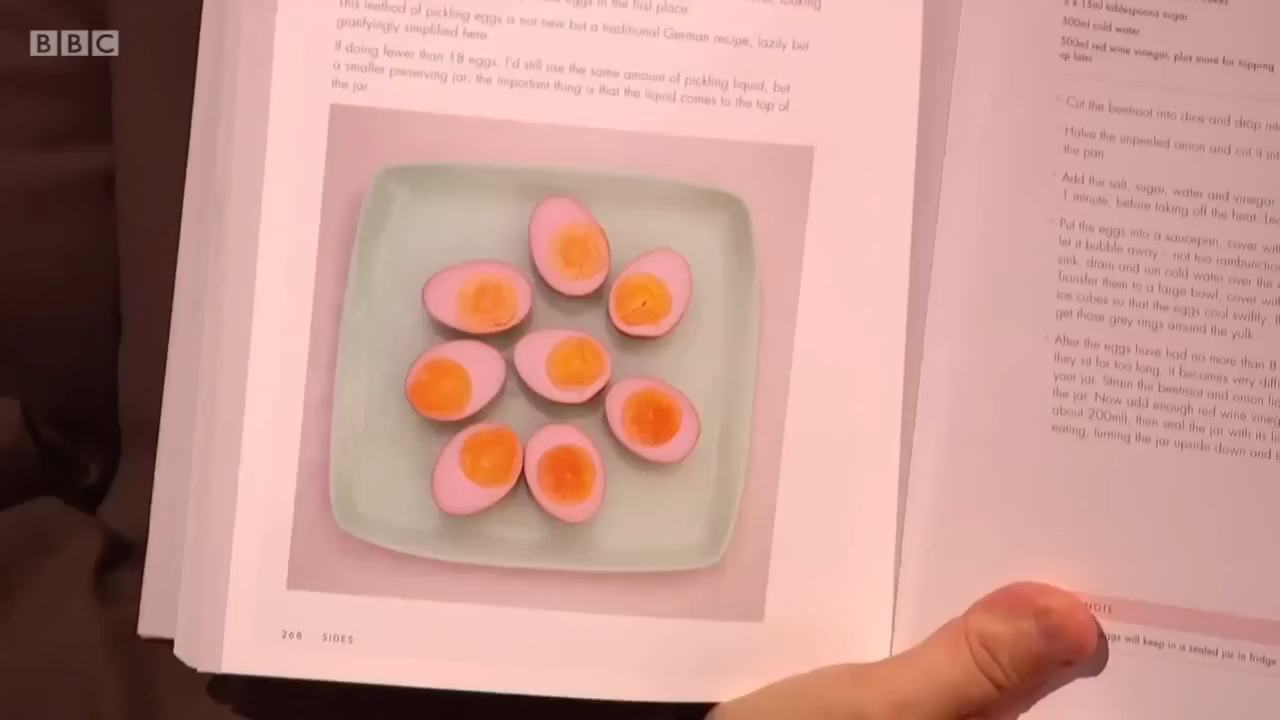 BBC
eggs in the first place.
This method of pickling eggs is not new but a traditional German recipe, lazily but
gratifyingly simplified here.
If doing fewer than 18 eggs, I'd still use the same amount of pickling liquid, but
a smaller preserving jar; the important thing is that the liquid comes to the top of
the jar.
268 SIDES
x 15ml tablespoons sugar
300ml cold water
500ml red wine vinegar, plus more for topping
up later
Cut the beetroot into dice and drop
Halve the unpeeled onion and cut it
the pan.
Add the salt, sugar, water and vinegar
1 minute, before taking off the heat.
Put the eggs into a saucepan, cover
let it bubble away - not too
sink, drain and run cold water over
Transfer them to a large bowl, cover
ice cubes so that the eggs cool swiftly.
get those grey rings around the yolk.
After the eggs have had no more than 8
they sit for too long, it becomes very
your jar. Strain the beetroot and onion
the jar. Now add enough red wine
about 200ml), then seal the jar with its
eating, turning the jar upside down and
NOTE
eggs will keep in a sealed jar in fridge